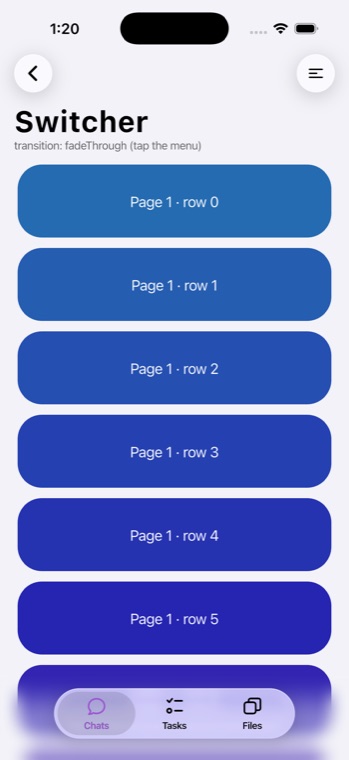 1:20
Switcher
transition: fadeThrough (tap the menu)
Page 1 · row 0
Page 1 · row 1
Page 1 · row 2
Page 1 · row 3
Page 1 · row 4
Page 1 · row 5
Chats
Tasks
Files